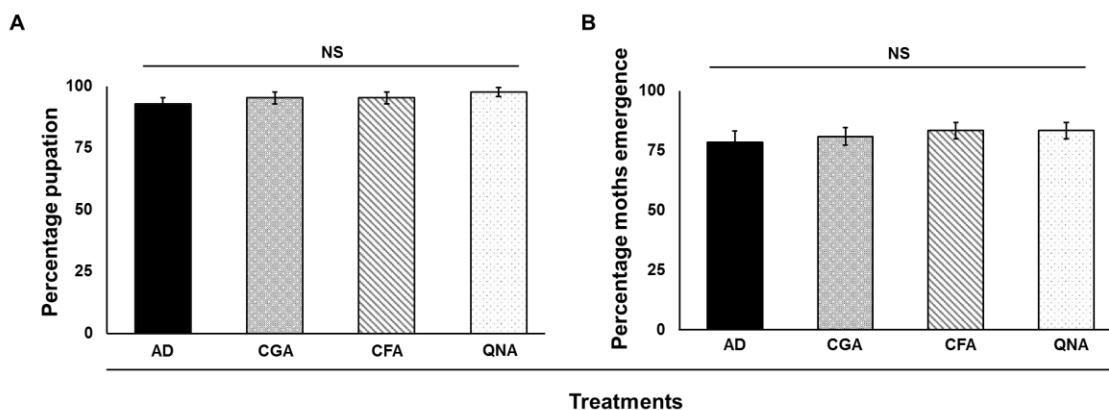 A
NS
Percentage pupation
100
75
50
25
0
AD CGA CFA QNA
B
NS
Percentage moths emergence
100
75
50
25
0
AD CGA CFA QNA
Treatments